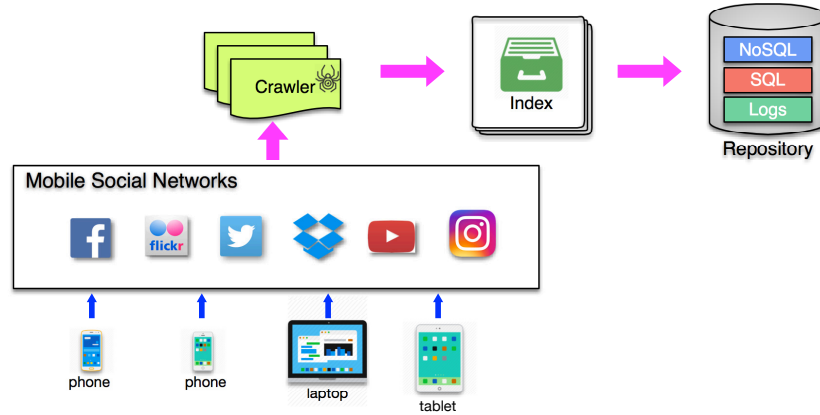 Crawler
Index
NoSQL
SQL
Logs
Repository
Mobile Social Networks
f
flickr
phone
phone
laptop
tablet